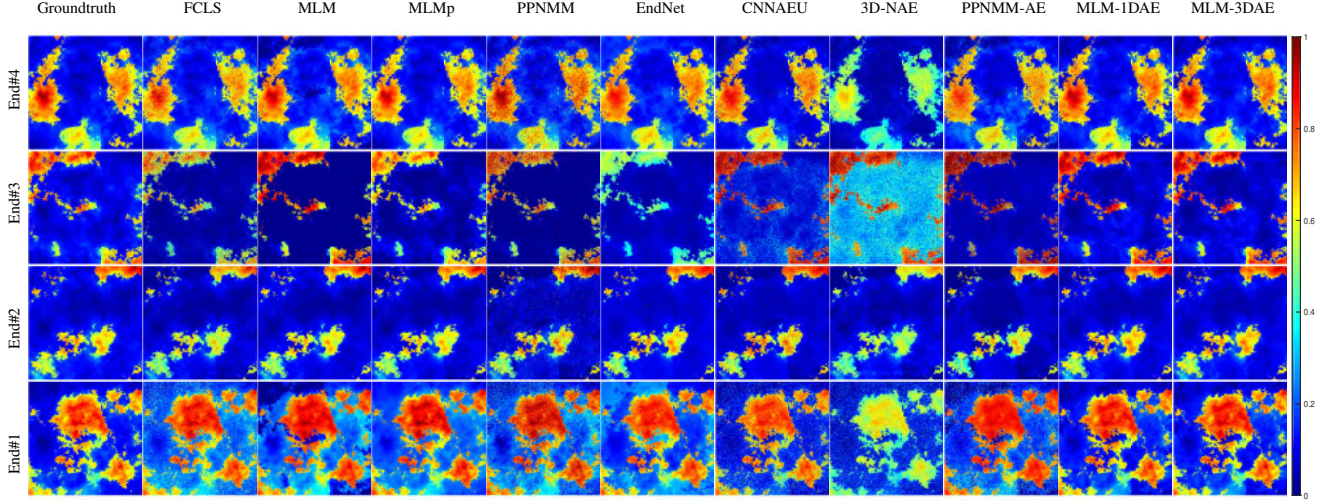 Groundtruth FCLS MLM MLMp PPNMM EndNet CNNAEU 3D-NAE PPNMM-AE MLM-1DAE MLM-3DAE
End#4
End#3
End#2
End#1
1
0.8
0.6
0.4
0.2
0